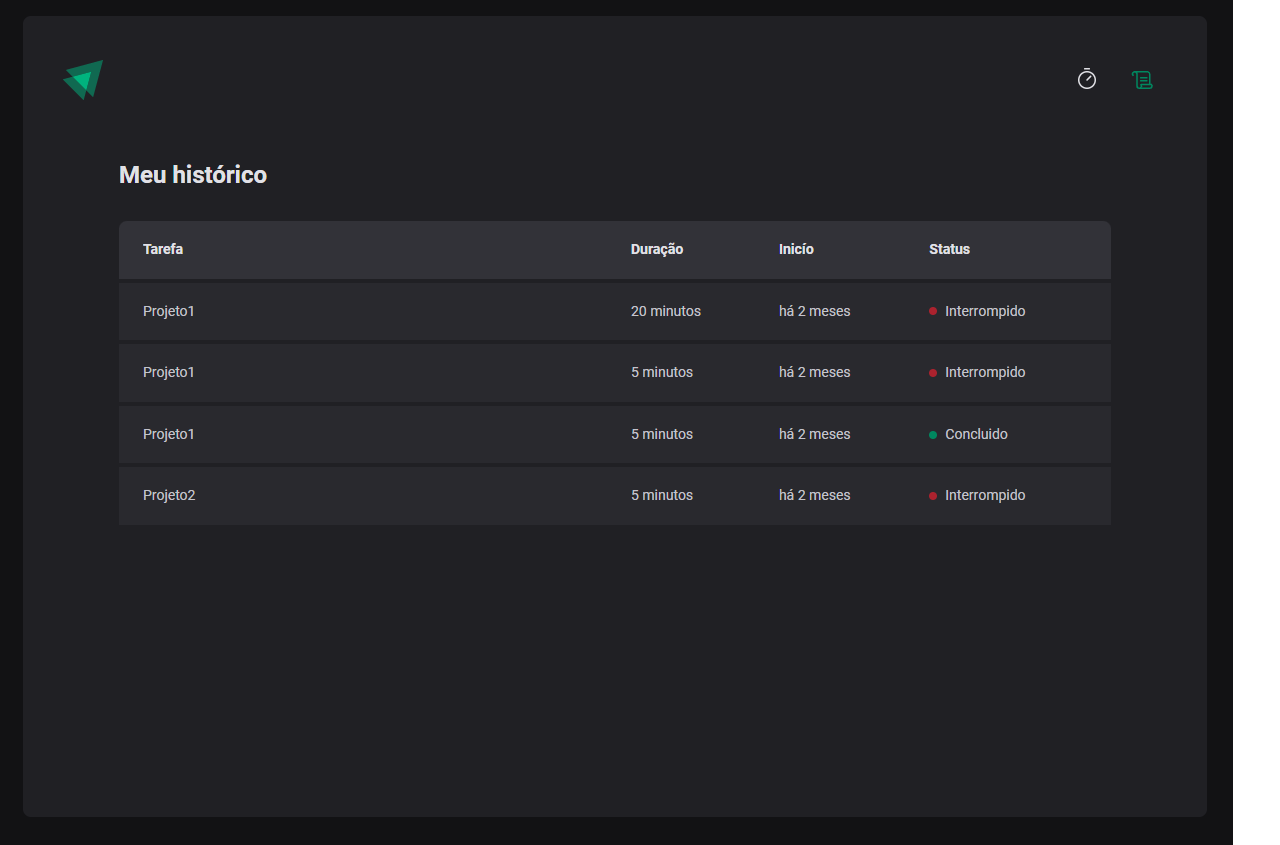 Meu histórico
Tarefa Duração Inicío Status
Projeto1 20 minutos há 2 meses Interrompido
Projeto1 5 minutos há 2 meses Interrompido
Projeto1 5 minutos há 2 meses Concluido
Projeto2 5 minutos há 2 meses Interrompido